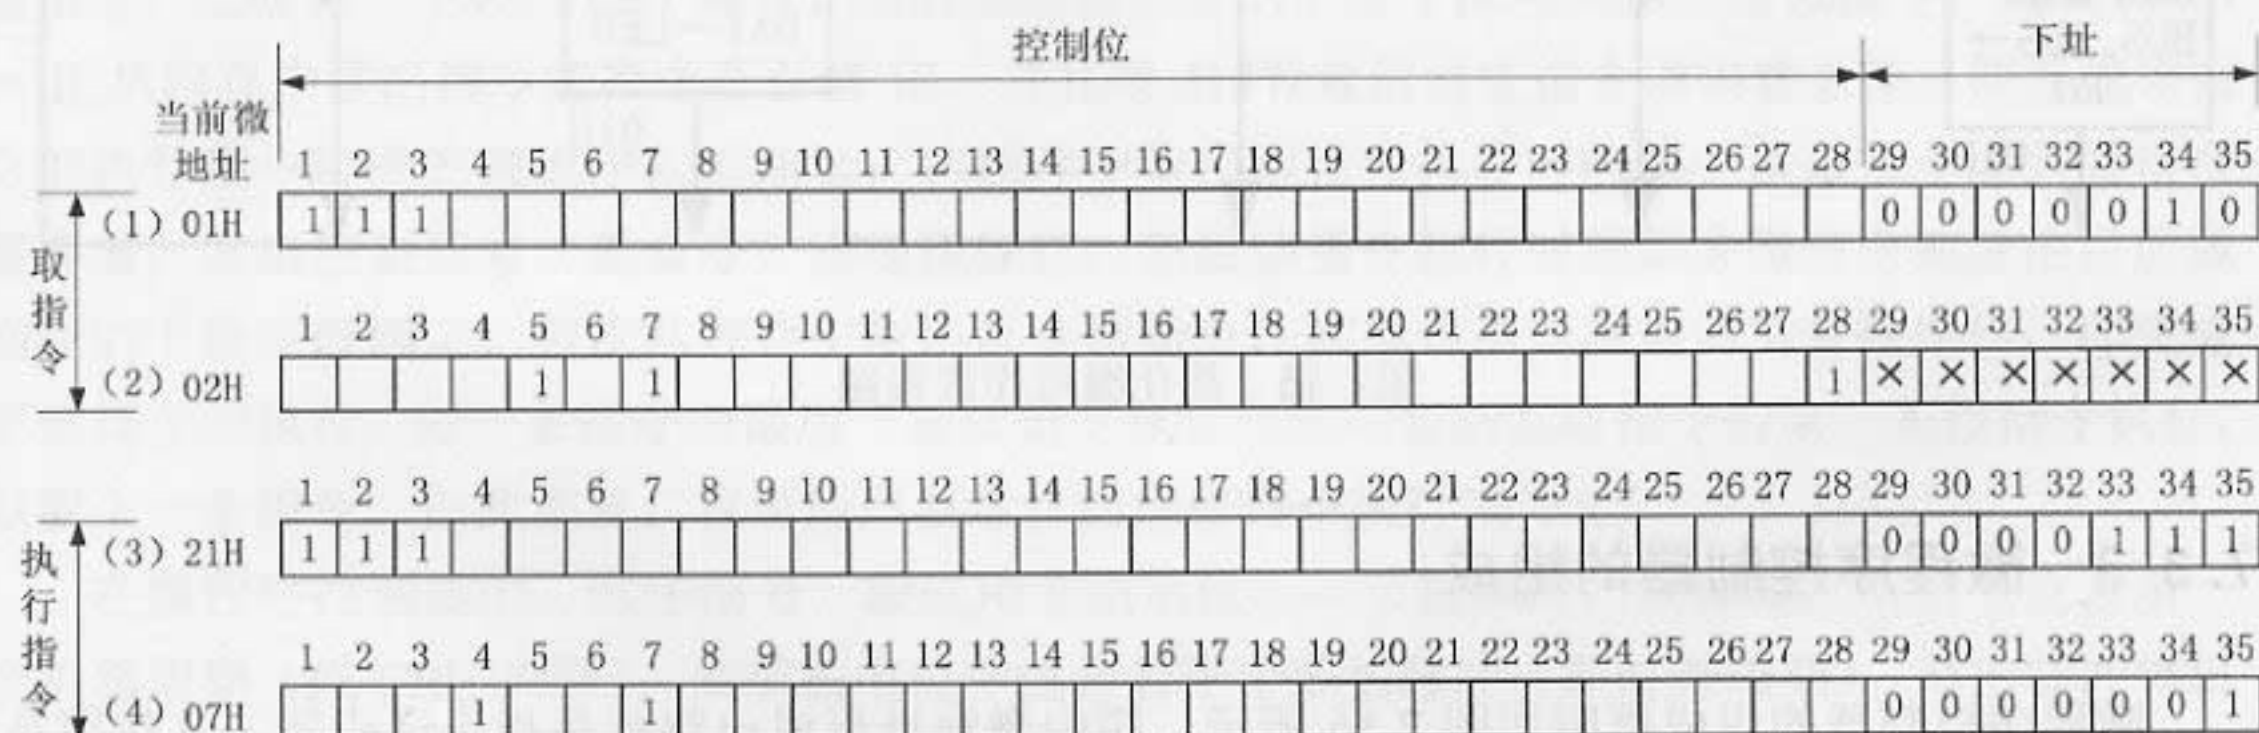 控制位 下址
当前微
地址 1 2 3 4 5 6 7 8 9 10 11 12 13 14 15 16 17 18 19 20 21 22 23 24 25 26 27 28 29 30 31 32 33 34 35
(1) 01H 1 1 1 0 0 0 0 0 1 0
取指令
1 2 3 4 5 6 7 8 9 10 11 12 13 14 15 16 17 18 19 20 21 22 23 24 25 26 27 28 29 30 31 32 33 34 35
(2) 02H 1 1 1 × × × × × × ×
1 2 3 4 5 6 7 8 9 10 11 12 13 14 15 16 17 18 19 20 21 22 23 24 25 26 27 28 29 30 31 32 33 34 35
(3) 21H 1 1 1 0 0 0 0 1 1 1
执行指令
1 2 3 4 5 6 7 8 9 10 11 12 13 14 15 16 17 18 19 20 21 22 23 24 25 26 27 28 29 30 31 32 33 34 35
(4) 07H 1 1 0 0 0 0 0 0 1